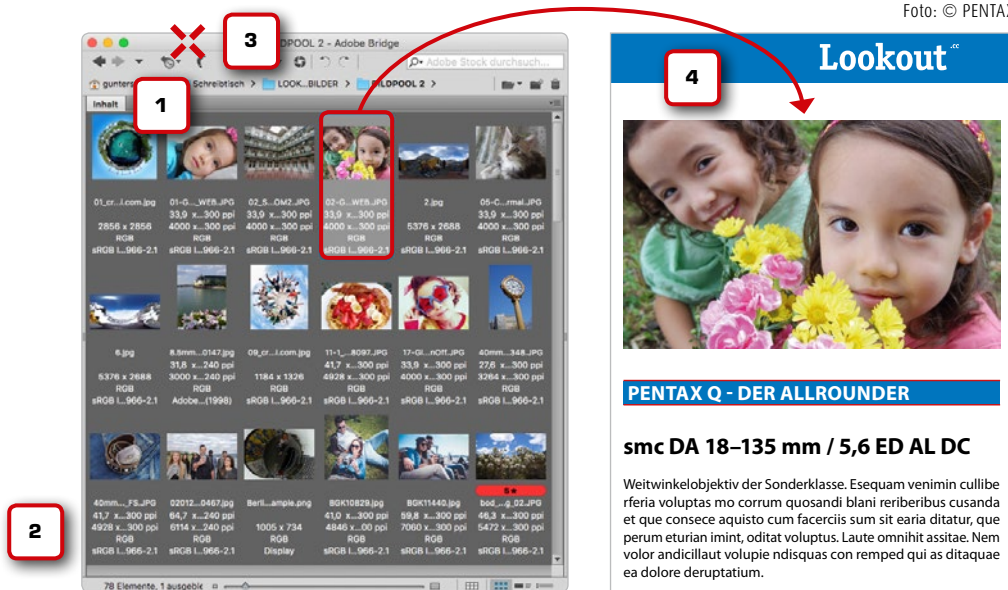 Foto: © PENTAX
3
DPOOL 2 - Adobe Bridge
Adobe Stock durchsuch...
gunters
Schreibtisch > LOOK...BILDER > BILDPOOL 2 >
1
Inhalt
01_cr...i.com.jpg 01-G..._WEB.JPG 02_S...OM2.JPG 02-G...WEB.JPG 2.jpg 05-C...rmal.JPG
33,9 x...300 ppi 33,9 x...300 ppi 33,9 x...300 ppi 33,9 x...300 ppi
2856 x 2856 4000 x...300 ppi 4000 x...300 ppi 4000 x...300 ppi 5376 x 2688 4000 x...300 ppi
RGB RGB RGB RGB RGB RGB
sRGB I...966-2.1 sRGB I...966-2.1 sRGB I...966-2.1 sRGB I...966-2.1 sRGB I...966-2.1 sRGB I...966-2.1
6.jpg 8.5mm...0147.jpg 09_cr...i.com.jpg 11-1_...8097.JPG 17-Gl...nOff.JPG 40mm...348.JPG
31,8 x...240 ppi 41,7 x...300 ppi 33,9 x...300 ppi 27,6 x...300 ppi
5376 x 2688 3000 x...240 ppi 1184 x 1326 4928 x...300 ppi 4000 x...300 ppi 3264 x...300 ppi
RGB RGB RGB RGB RGB RGB
sRGB I...966-2.1 Adobe...(1998) sRGB I...966-2.1 sRGB I...966-2.1 sRGB I...966-2.1 sRGB I...966-2.1
5★
40mm..._FS.JPG 02012...0467.jpg Berli...ample.png BGK10829.jpg BGK11440.jpg bod_...g_02.JPG
41,7 x...300 ppi 64,7 x...240 ppi 41,0 x...300 ppi 59,8 x...300 ppi 46,3 x...300 ppi
4928 x...300 ppi 6114 x...240 ppi 1005 x 734 4846 x...00 ppi 7060 x...300 ppi 5472 x...300 ppi
RGB RGB RGB RGB RGB RGB
sRGB I...966-2.1 sRGB I...966-2.1 Display sRGB I...966-2.1 sRGB I...966-2.1 sRGB I...966-2.1
2
78 Elemente, 1 ausgeblc
4
Lookout .cc
PENTAX Q - DER ALLROUNDER
smc DA 18–135 mm / 5,6 ED AL DC
Weitwinkelobjektiv der Sonderklasse. Esequam venimin cullibe
rferia voluptas mo corrum quosandi blani reriberibus cusanda
et que consece aquisto cum facerciis sum sit earia ditatur, que
perum eturian imint, oditat voluptus. Laute omnihit assitae. Nem
volor andicillaut volupie ndisquas con remped qui as ditaquae
ea dolore deruptatium.